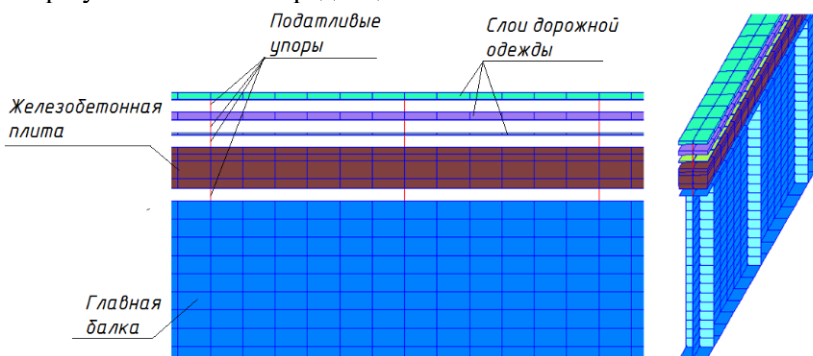 Податливые
упоры
Слои дорожной
одежды
Железобетонная
плита
Главная
балка